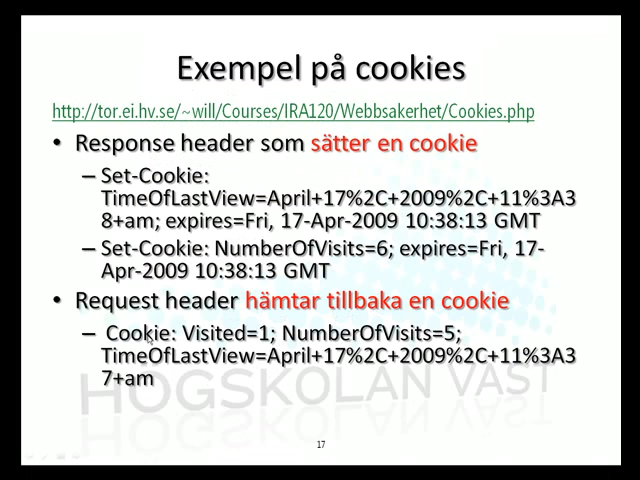 Exempel på cookies
http://tor.ei.hv.se/~will/Courses/IRA120/Webbsakerhet/Cookies.php
• Response header som sätter en cookie
– Set-Cookie:
TimeOfLastView=April+17%2C+2009%2C+11%3A3
8+am; expires=Fri, 17-Apr-2009 10:38:13 GMT
– Set-Cookie: NumberOfVisits=6; expires=Fri, 17-
Apr-2009 10:38:13 GMT
• Request header hämtar tillbaka en cookie
– Cookie: Visited=1; NumberOfVisits=5;
TimeOfLastView=April+17%2C+2009%2C+11%3A3
7+am
HÖGSKOLAN VÄST
17